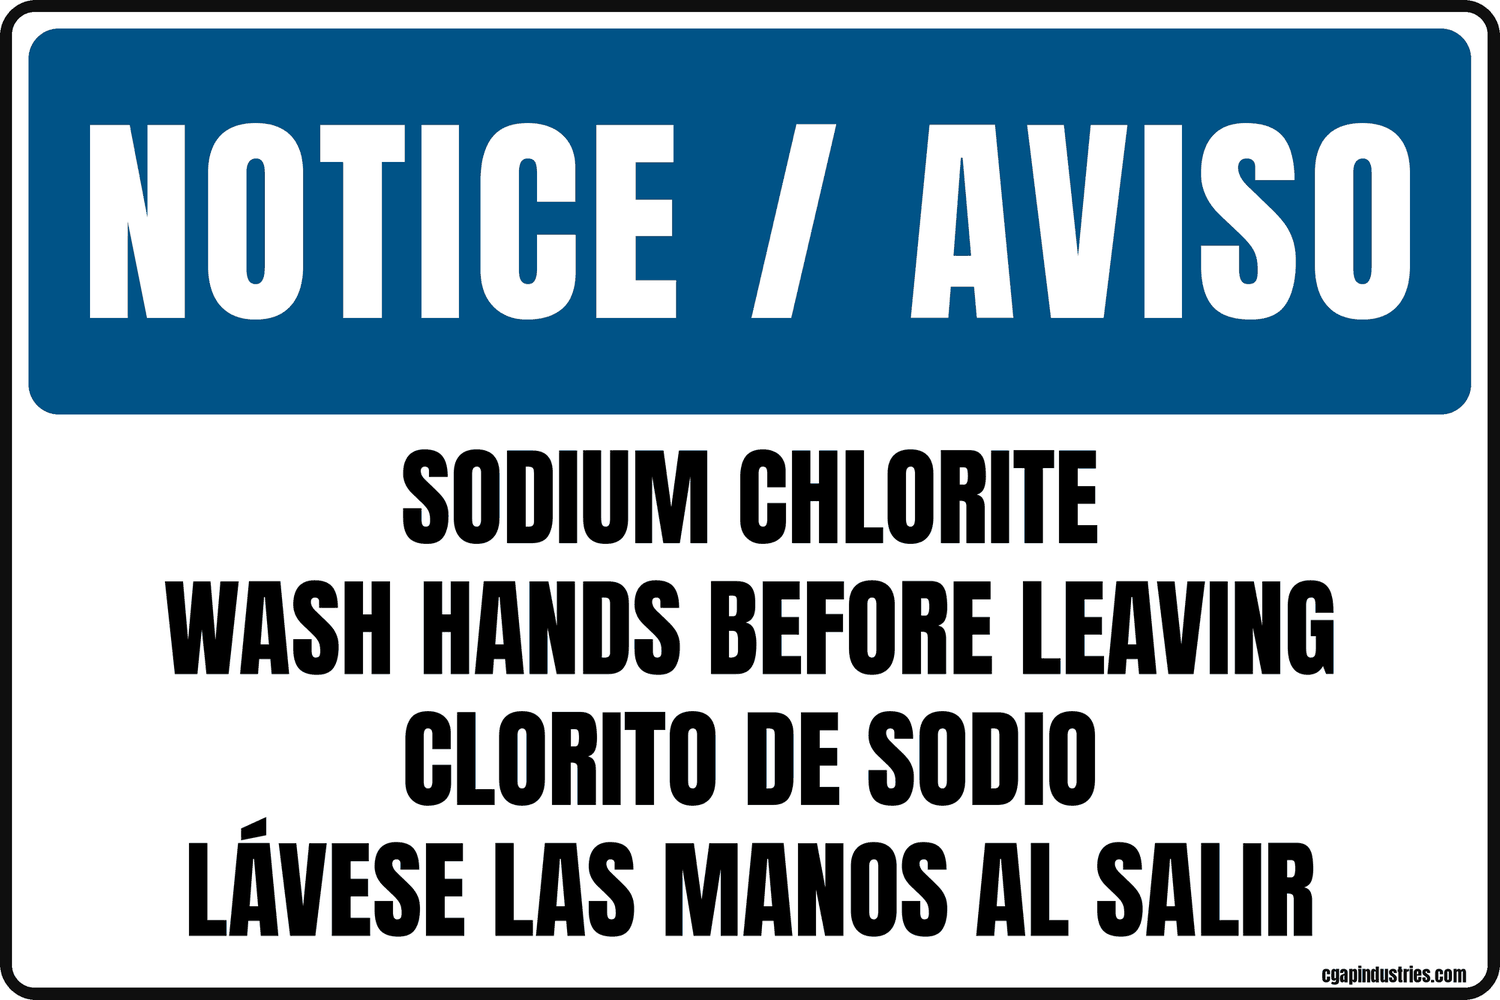 NOTICE / AVISO
SODIUM CHLORITE
WASH HANDS BEFORE LEAVING
CLORITO DE SODIO
LÁVESE LAS MANOS AL SALIR
cgapindustries.com